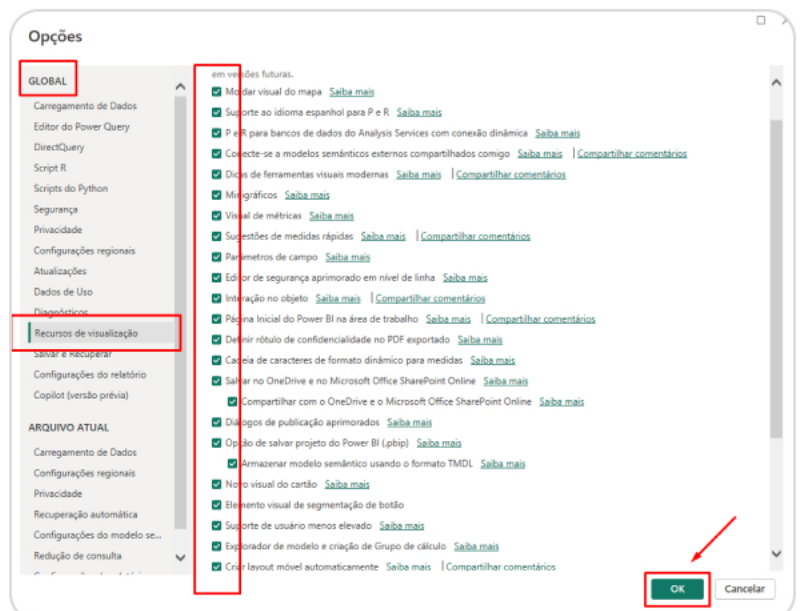 Opções
GLOBAL
Carregamento de Dados
Editor do Power Query
DirectQuery
Script R
Scripts do Python
Segurança
Privacidade
Configurações regionais
Atualizações
Dados de Uso
Diagnósticos
Recursos de visualização
Salvar e Recuperar
Configurações do relatório
Copilot (versão prévia)
ARQUIVO ATUAL
Carregamento de Dados
Configurações regionais
Privacidade
Recuperação automática
Configurações do modelo se...
Redução de consulta
em versões futuras.
Moldar visual do mapa Saiba mais
Suporte ao idioma espanhol para P e R Saiba mais
P e R para bancos de dados do Analysis Services com conexão dinâmica Saiba mais
Conecte-se a modelos semânticos externos compartilhados comigo Saiba mais | Compartilhar comentários
Dicas de ferramentas visuais modernas Saiba mais | Compartilhar comentários
Minigráficos Saiba mais
Visual de métricas Saiba mais
Sugestões de medidas rápidas Saiba mais | Compartilhar comentários
Parâmetros de campo Saiba mais
Editor de segurança aprimorado em nível de linha Saiba mais
Interação no objeto Saiba mais | Compartilhar comentários
Página Inicial do Power BI na área de trabalho Saiba mais | Compartilhar comentários
Definir rótulo de confidencialidade no PDF exportado Saiba mais
Cadeia de caracteres de formato dinâmico para medidas Saiba mais
Salvar no OneDrive e no Microsoft Office SharePoint Online Saiba mais
Compartilhar com o OneDrive e o Microsoft Office SharePoint Online Saiba mais
Diálogos de publicação aprimorados Saiba mais
Opção de salvar projeto do Power BI (.pbip) Saiba mais
Armazenar modelo semântico usando o formato TMDL Saiba mais
Novo visual do cartão Saiba mais
Elemento visual de segmentação de botão
Suporte de usuário menos elevado Saiba mais
Explorador de modelo e criação de Grupo de cálculo Saiba mais
Criar layout móvel automaticamente Saiba mais | Compartilhar comentários
OK
Cancelar